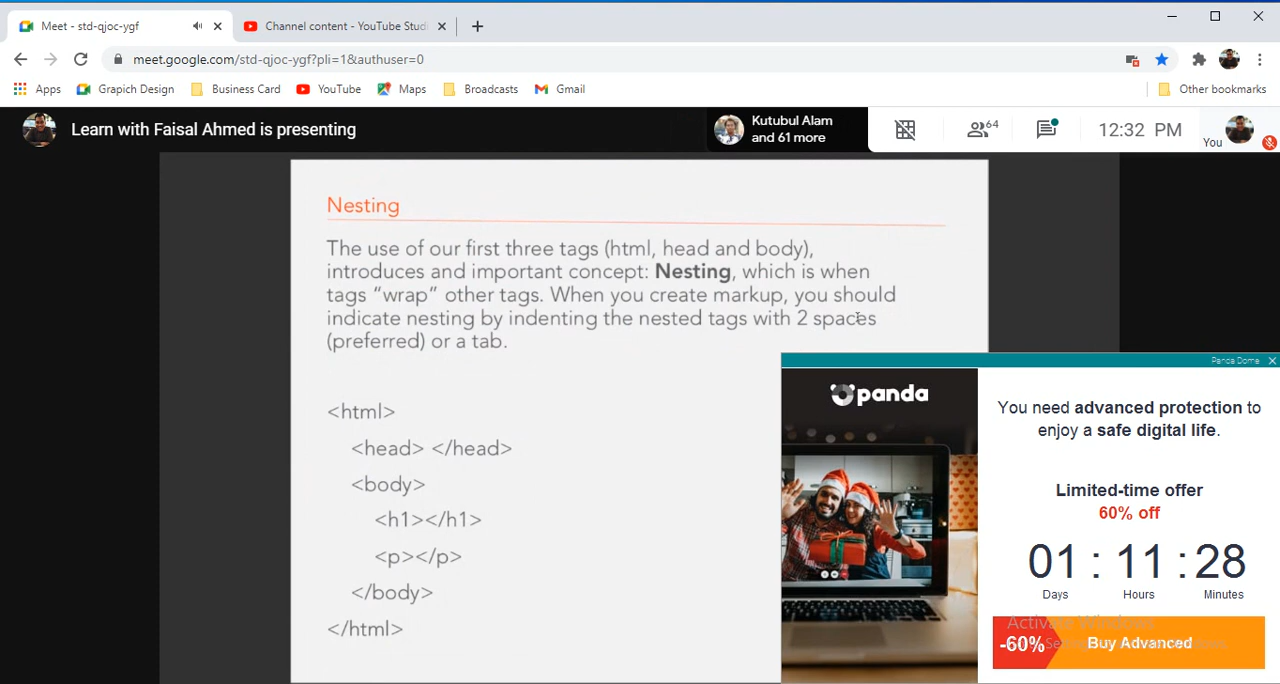 Meet - std-qjoc-ygf
Channel content - YouTube Studi
meet.google.com/std-qjoc-ygf?pli=1&authuser=0
Apps
Grapich Design
Business Card
YouTube
Maps
Broadcasts
Gmail
Other bookmarks
Learn with Faisal Ahmed is presenting
Kutubul Alam
and 61 more
64
12:32 PM
You
Nesting
The use of our first three tags (html, head and body),
introduces and important concept: Nesting, which is when
tags “wrap” other tags. When you create markup, you should
indicate nesting by indenting the nested tags with 2 spaces
(preferred) or a tab.
<html>
<head> </head>
<body>
<h1></h1>
<p></p>
</body>
</html>
Panda Dome
panda
You need advanced protection to
enjoy a safe digital life.
Limited-time offer
60% off
01 : 11 : 28
Days Hours Minutes
Activate Windows
-60%
Buy Advanced